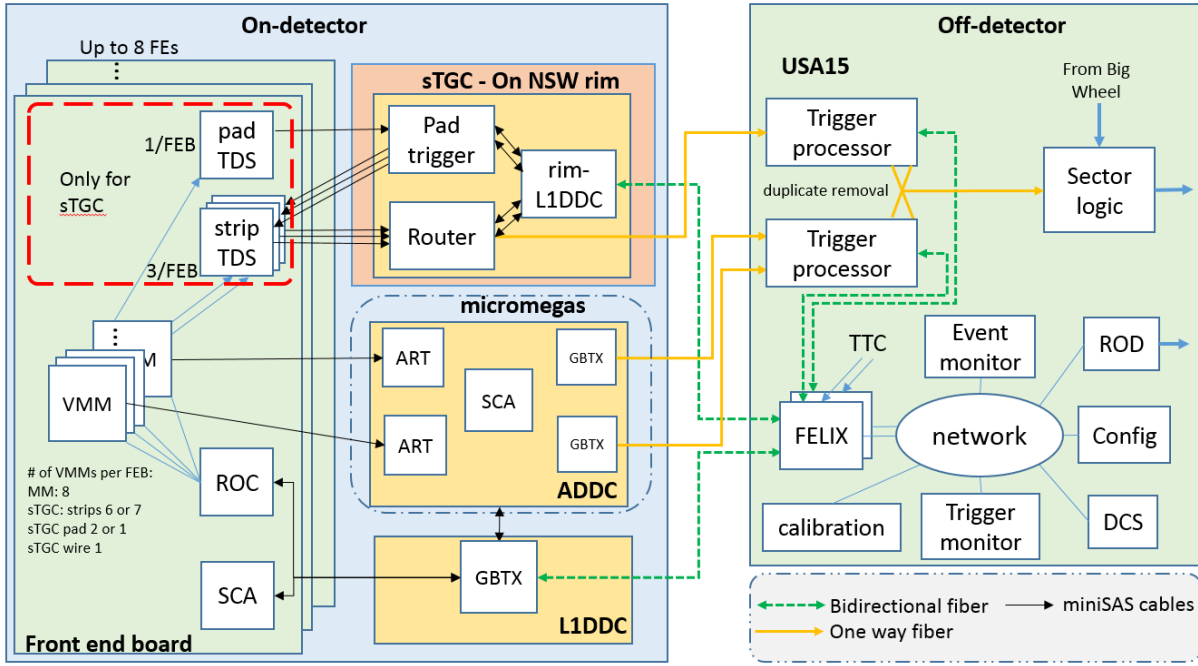 On-detector
Up to 8 FEs
⋮
Only for
sTGC
1/FEB
pad
TDS
strip
TDS
3/FEB
⋮
M
VMM
# of VMMs per FEB:
MM: 8
sTGC: strips 6 or 7
sTGC pad 2 or 1
sTGC wire 1
ROC
SCA
Front end board
sTGC - On NSW rim
Pad
trigger
rim-
L1DDC
Router
micromegas
ART
GBTX
SCA
ART
GBTX
ADDC
GBTX
L1DDC
Off-detector
USA15
Trigger
processor
duplicate removal
Trigger
processor
From Big
Wheel
Sector
logic
TTC
Event
monitor
ROD
FELIX
network
Config
calibration
Trigger
monitor
DCS
Bidirectional fiber
miniSAS cables
One way fiber